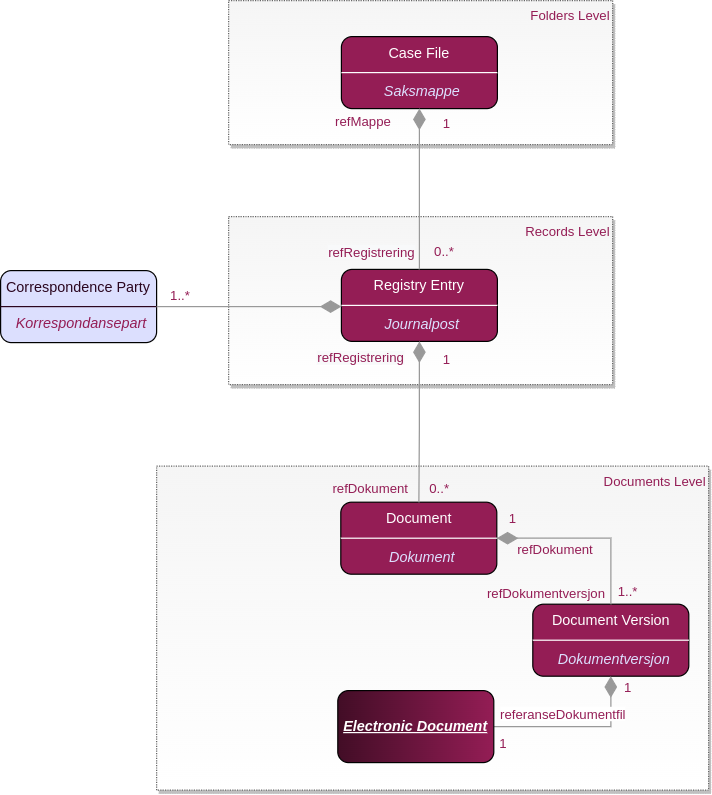 Folders Level
Case File
Saksmappe
refMappe
1
Records Level
refRegistrering
0..*
Correspondence Party
Korrespondansepart
1..*
Registry Entry
Journalpost
refRegistrering
1
Documents Level
refDokument
0..*
Document
Dokument
1
refDokument
refDokumentversjon
1..*
Document Version
Dokumentversjon
1
Electronic Document
referanseDokumentfil
1